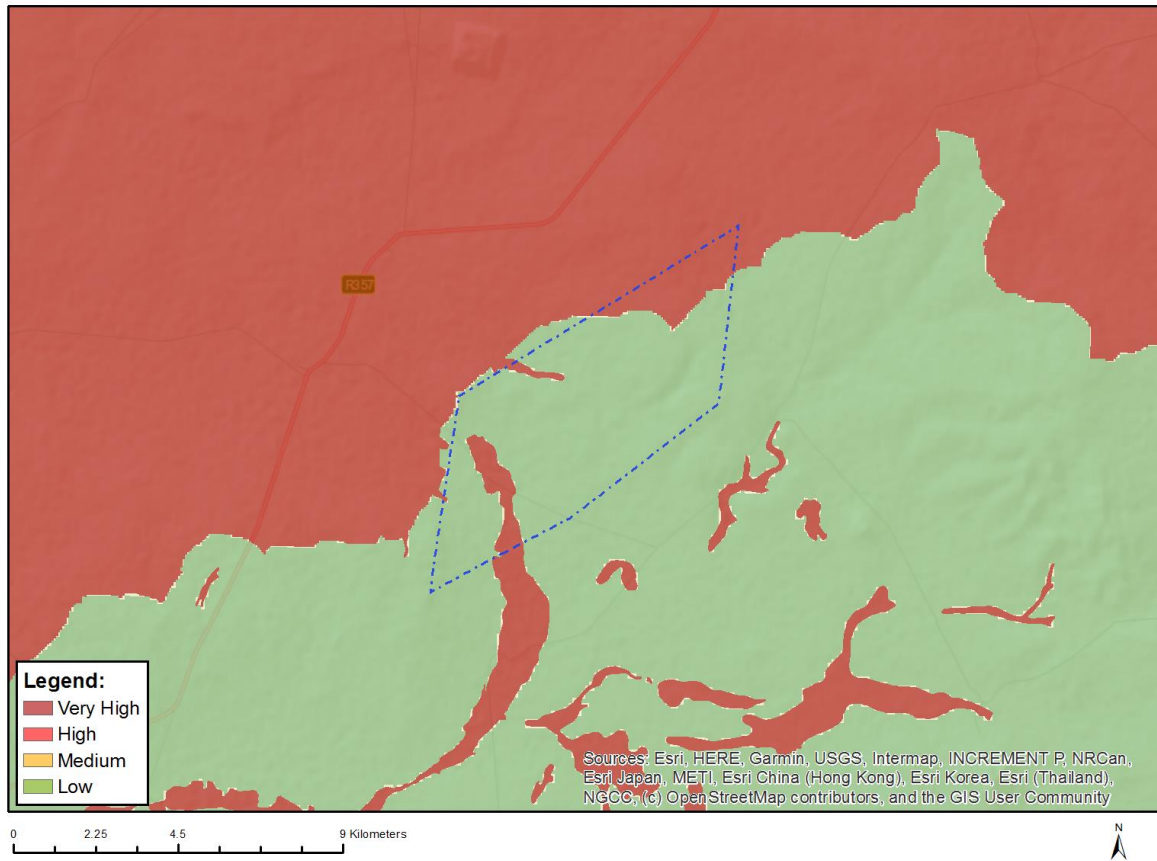 R357
Legend:
Very High
High
Medium
Low
Sources: Esri, HERE, Garmin, USGS, Intermap, INCREMENT P, NRCan,
Esri Japan, METI, Esri China (Hong Kong), Esri Korea, Esri (Thailand),
NGCC, (c) OpenStreetMap contributors, and the GIS User Community
0 2.25 4.5 9 Kilometers
N